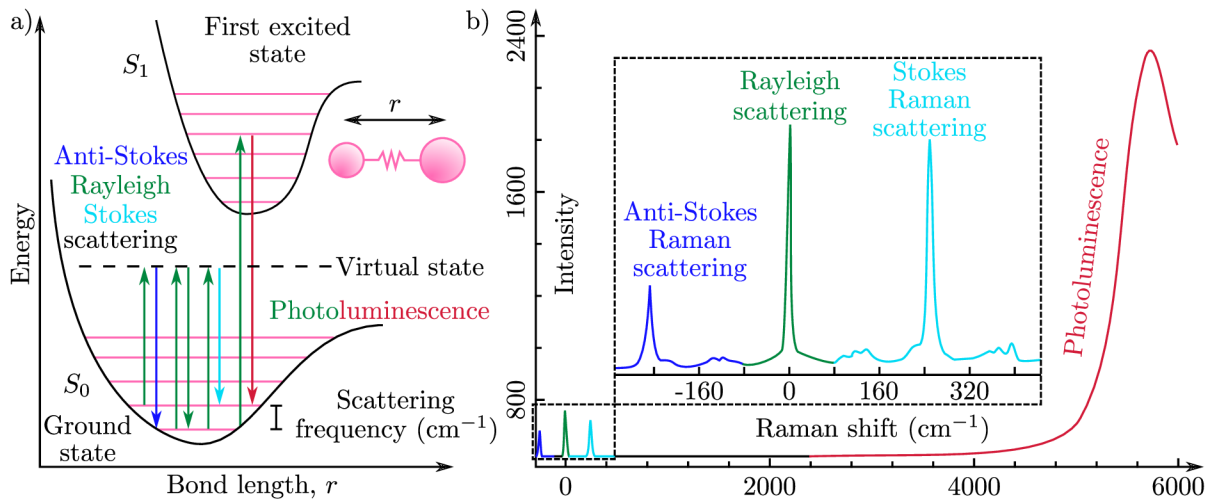 a)
First excited
state
S₁
r
Anti-Stokes
Rayleigh
Stokes
scattering
Virtual state
Photoluminescence
S₀
Ground
state
Scattering
frequency (cm⁻¹)
Energy
Bond length, r
b)
2400
1600
800
Intensity
Anti-Stokes
Raman
scattering
Rayleigh
scattering
Stokes
Raman
scattering
Photoluminescence
-160
0
160
320
Raman shift (cm⁻¹)
0
2000
4000
6000